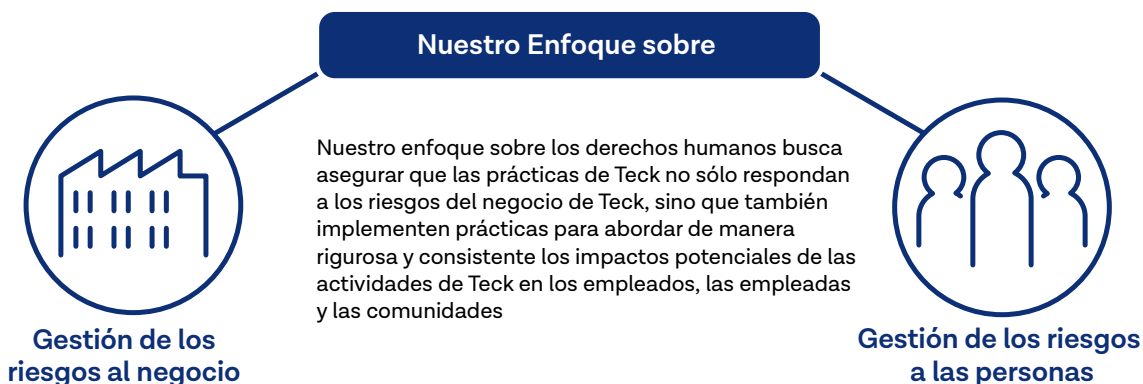 Nuestro Enfoque sobre
Nuestro enfoque sobre los derechos humanos busca
asegurar que las prácticas de Teck no sólo respondan
a los riesgos del negocio de Teck, sino que también
implementen prácticas para abordar de manera
rigurosa y consistente los impactos potenciales de las
actividades de Teck en los empleados, las empleadas
y las comunidades
Gestión de los
riesgos al negocio
Gestión de los riesgos
a las personas